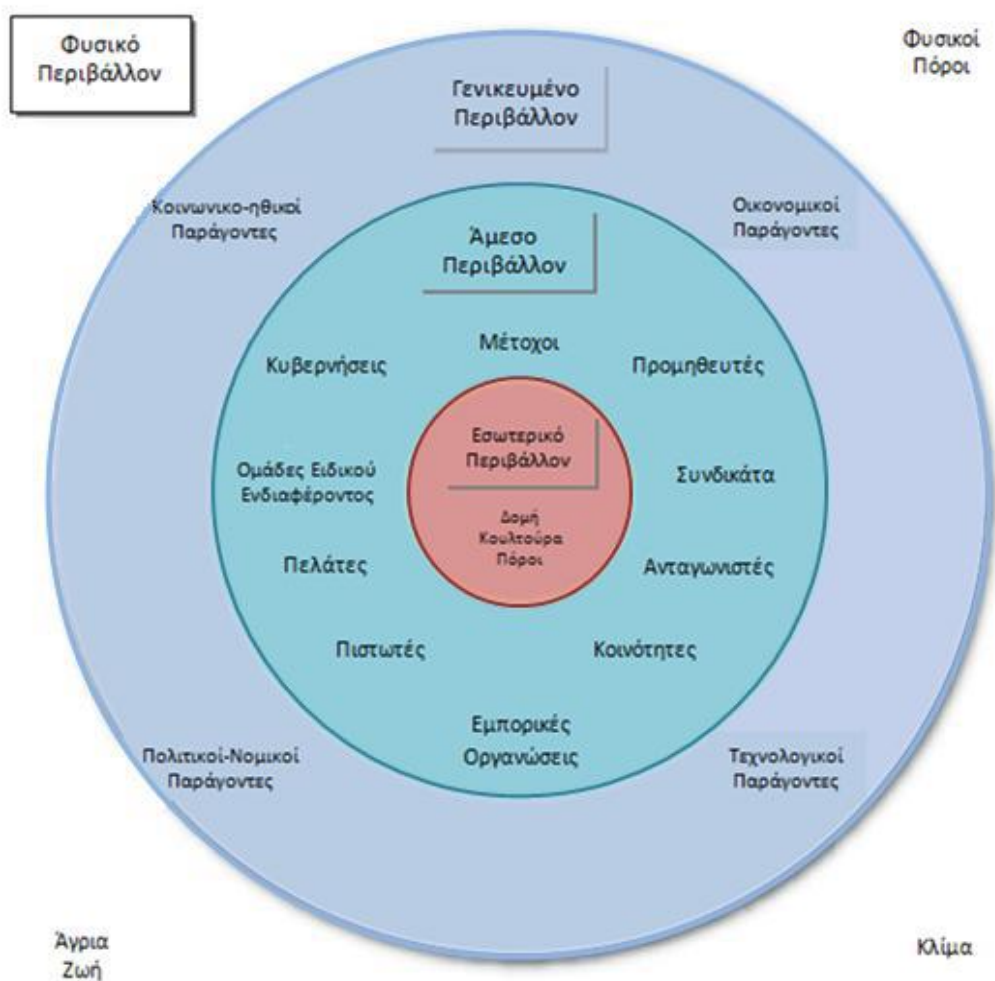 Φυσικό
Περιβάλλον
Φυσικοί
Πόροι
Γενικευμένο
Περιβάλλον
Κοινωνικο-ηθικοί
Παράγοντες
Οικονομικοί
Παράγοντες
Άμεσο
Περιβάλλον
Μέτοχοι
Κυβερνήσεις
Προμηθευτές
Εσωτερικό
Περιβάλλον
Ομάδες Ειδικού
Ενδιαφέροντος
Συνδικάτα
Δομή
Κουλτούρα
Πόροι
Πελάτες
Ανταγωνιστές
Πιστωτές
Κοινότητες
Εμπορικές
Οργανώσεις
Πολιτικοί-Νομικοί
Παράγοντες
Τεχνολογικοί
Παράγοντες
Άγρια
Ζωή
Κλίμα